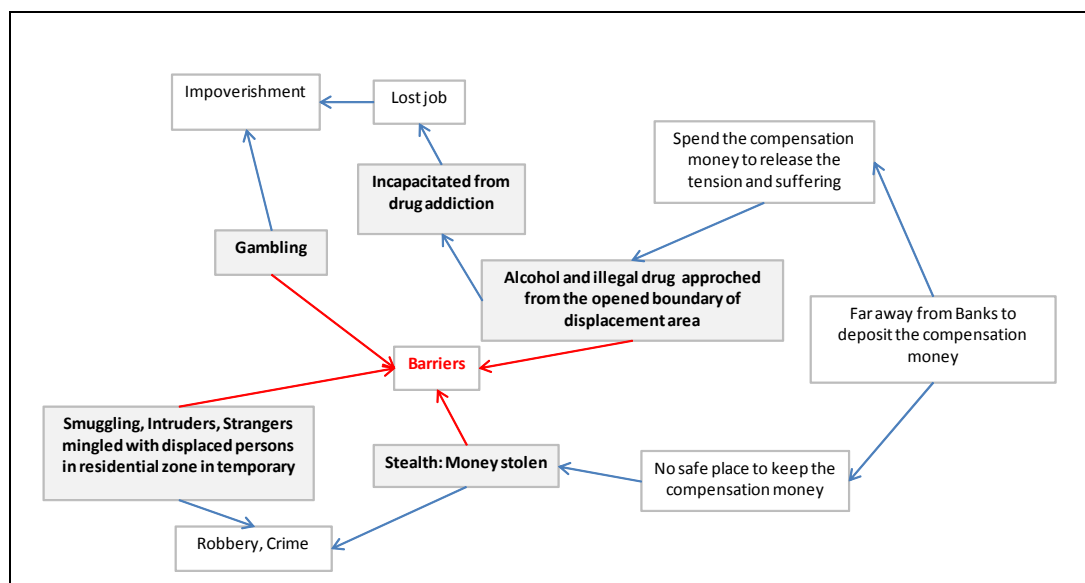 Impoverishment
Lost job
Spend the compensation
money to release the
tension and suffering
Incapacitated from
drug addiction
Gambling
Alcohol and illegal drug approched
from the opened boundary of
displacement area
Far away from Banks to
deposit the compensation
money
Barriers
Smuggling, Intruders, Strangers
mingled with displaced persons
in residential zone in temporary
Stealth: Money stolen
No safe place to keep the
compensation money
Robbery, Crime